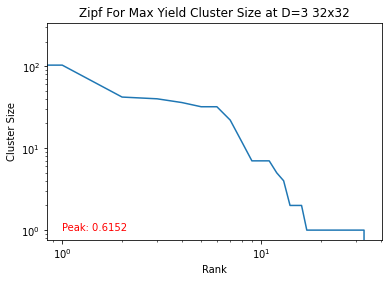 Zipf For Max Yield Cluster Size at D=3 32x32
Cluster Size
10²
10¹
10⁰
Peak: 0.6152
10⁰ 10¹
Rank